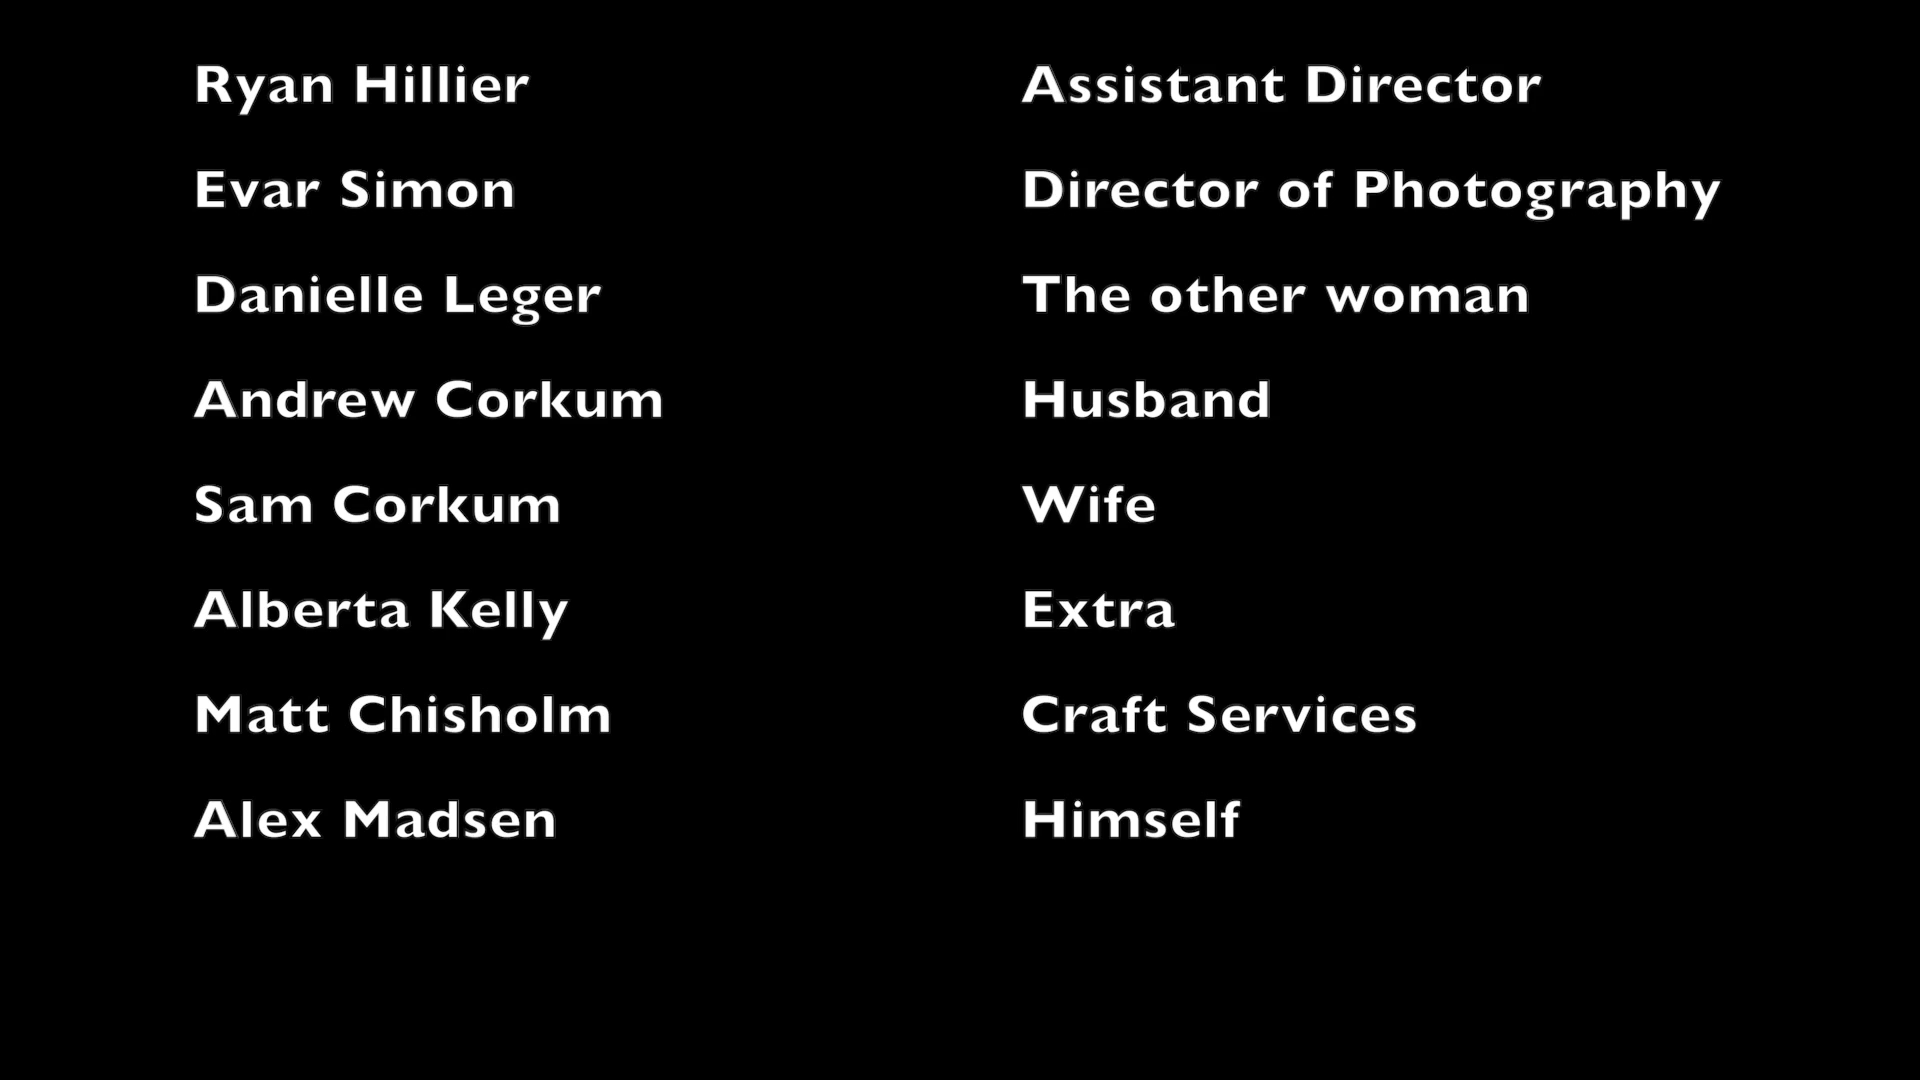 Ryan Hillier Assistant Director
Evar Simon Director of Photography
Danielle Leger The other woman
Andrew Corkum Husband
Sam Corkum Wife
Alberta Kelly Extra
Matt Chisholm Craft Services
Alex Madsen Himself